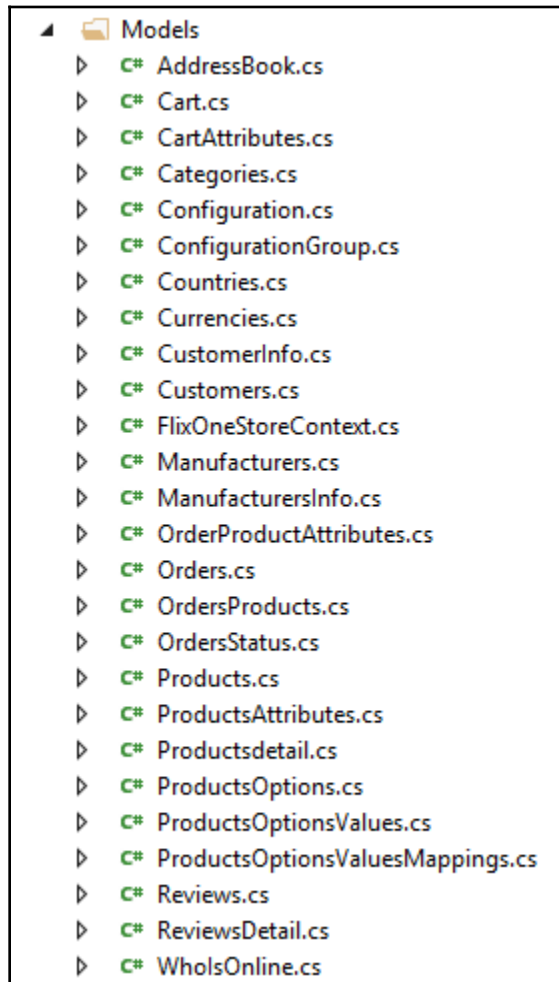 Models
C# AddressBook.cs
C# Cart.cs
C# CartAttributes.cs
C# Categories.cs
C# Configuration.cs
C# ConfigurationGroup.cs
C# Countries.cs
C# Currencies.cs
C# CustomerInfo.cs
C# Customers.cs
C# FlixOneStoreContext.cs
C# Manufacturers.cs
C# ManufacturersInfo.cs
C# OrderProductAttributes.cs
C# Orders.cs
C# OrdersProducts.cs
C# OrdersStatus.cs
C# Products.cs
C# ProductsAttributes.cs
C# Productsdetail.cs
C# ProductsOptions.cs
C# ProductsOptionsValues.cs
C# ProductsOptionsValuesMappings.cs
C# Reviews.cs
C# ReviewsDetail.cs
C# WhoIsOnline.cs